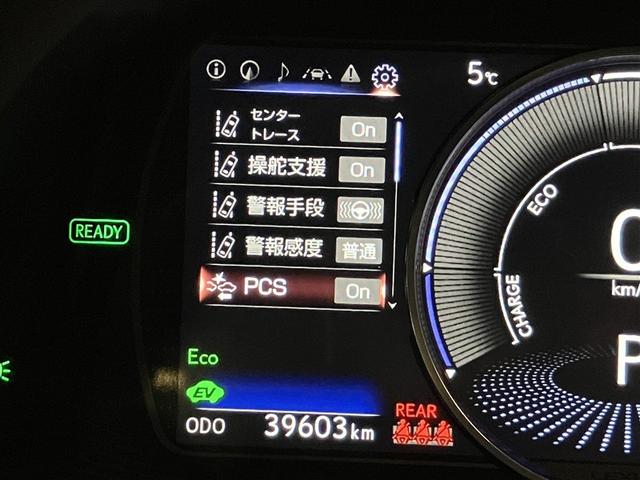 5℃
センター
トレース On
操舵支援 On
警報手段
警報感度 普通
PCS On
READY
Eco
EV
ODO 39603km
REAR
ECO
CHARGE
0
km/
P